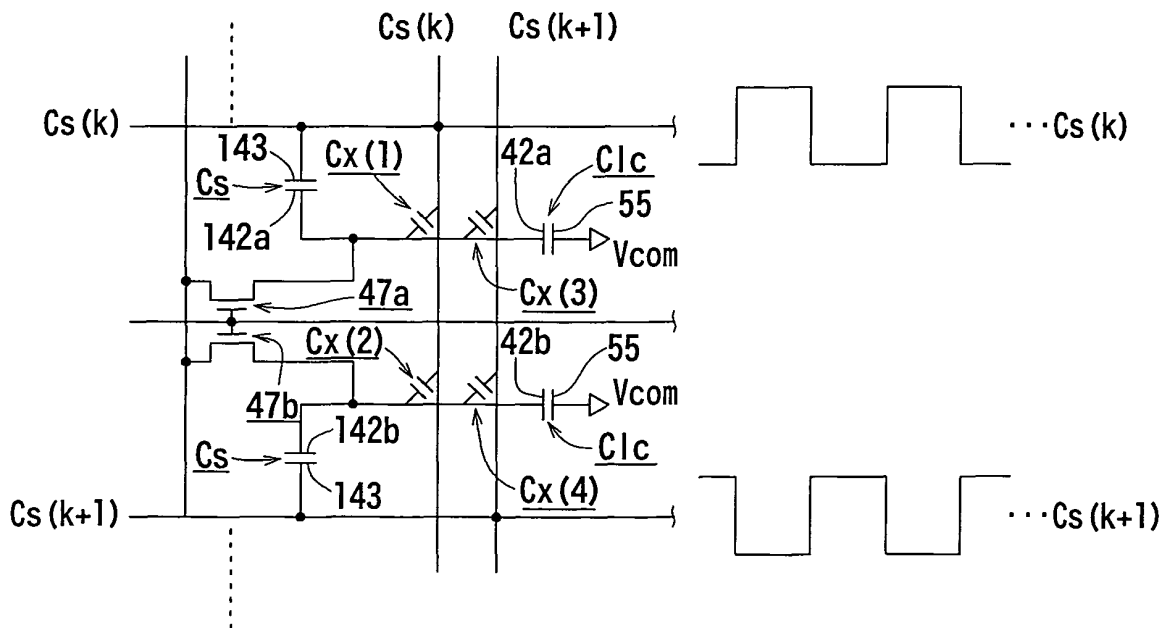 Cs(k) Cs(k+1)
Cs(k)
···Cs(k)
143
Cx(1)
42a
Clc
Cs
55
142a
Vcom
47a
Cx(3)
Cx(2)
42b
55
Vcom
47b
142b
Clc
Cs
143
Cx(4)
Cs(k+1)
···Cs(k+1)